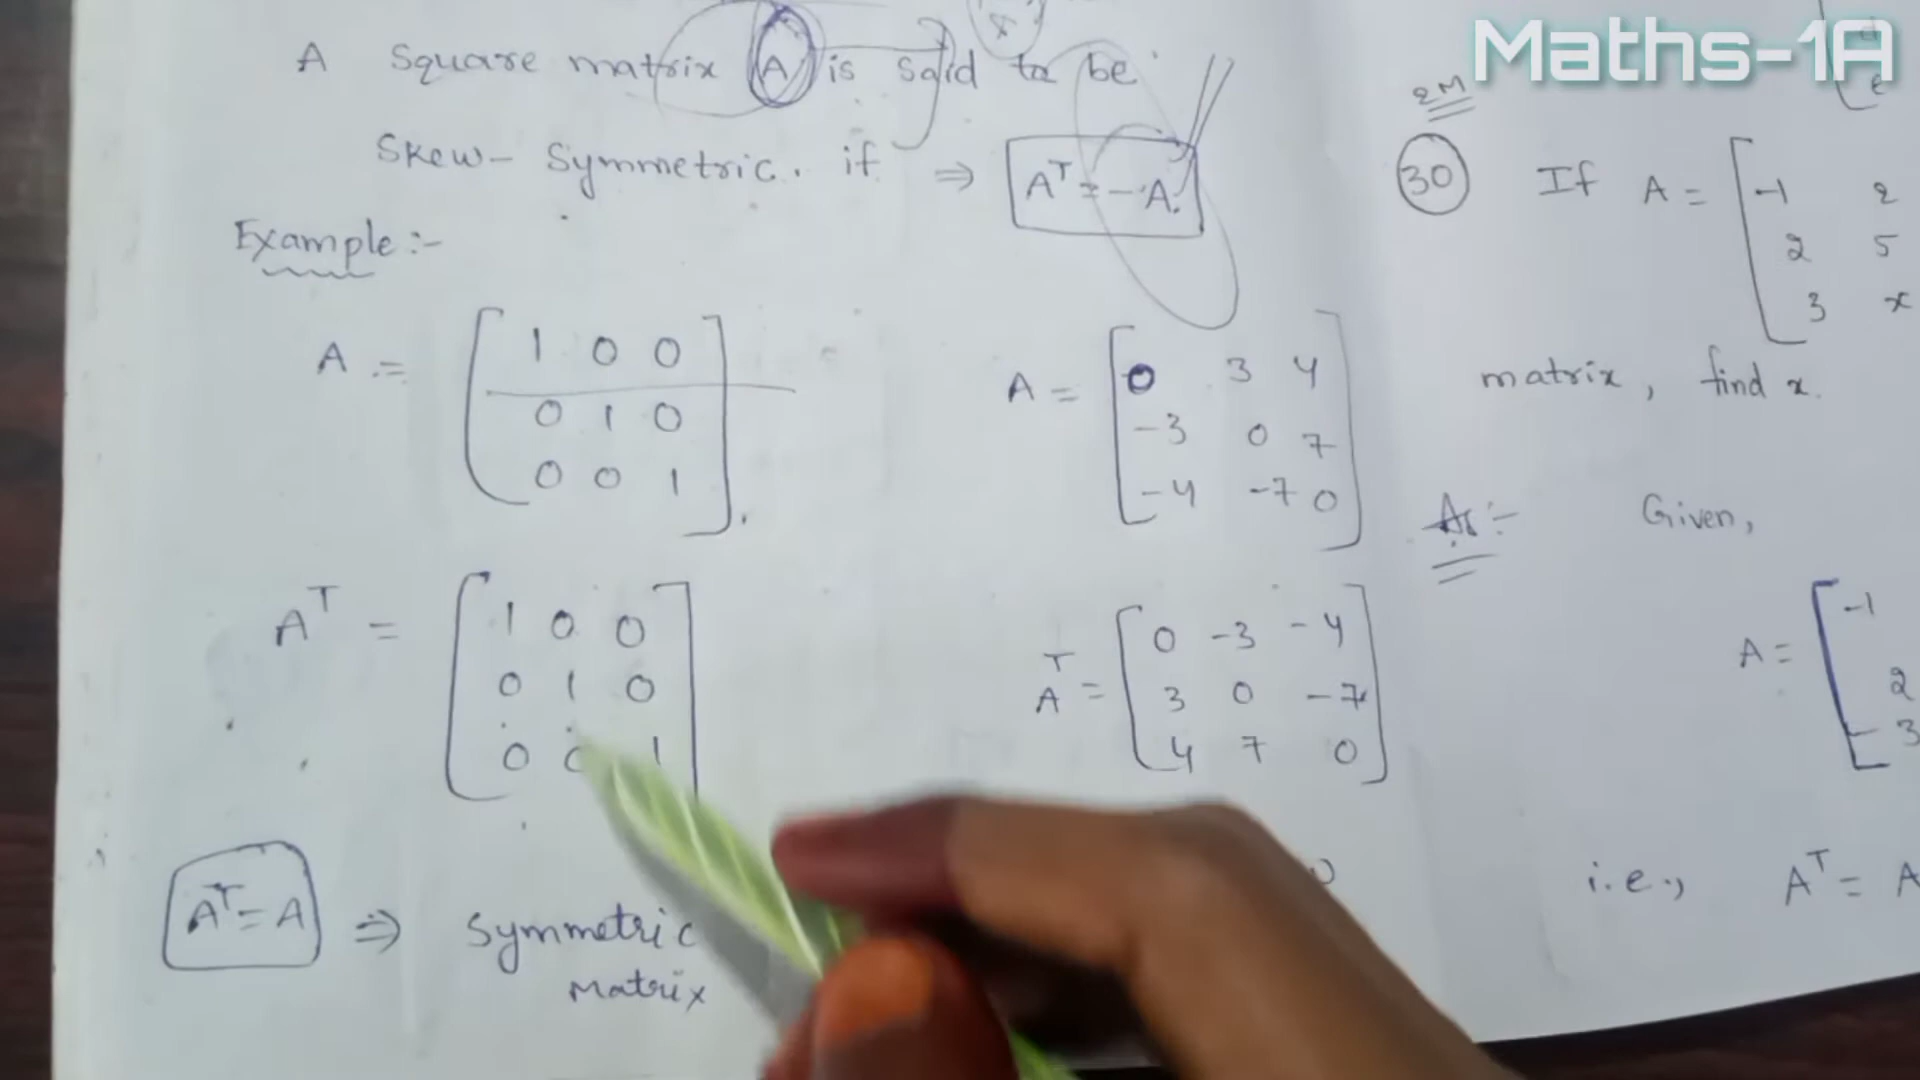 Maths-1A
A Square matrix A is said to be
Skew-Symmetric. if ⇒ Aᵀ = -A.
Example:-
A = [ 1 0 0
0 1 0
0 0 1 ].
Aᵀ = [ 1 0 0
0 1 0
0 0 1 ]
Aᵀ = A ⇒ Symmetric
Matrix
A = [ 0 3 4
-3 0 7
-4 -7 0 ]
Aᵀ = [ 0 -3 -4
3 0 -7
4 7 0 ]
2M
30 If A = [ -1 2
2 5
3 x
matrix, find x.
Given,
A = [ -1
2
3
i.e., Aᵀ = A